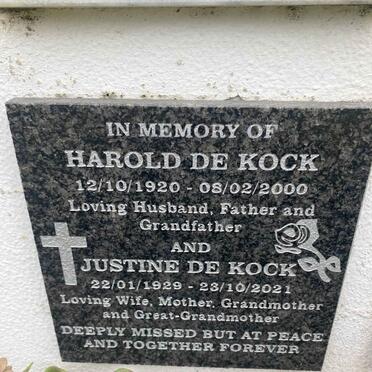 IN MEMORY OF
HAROLD DE KOCK
12/10/1920 - 08/02/2000
Loving Husband, Father and
Grandfather
AND
JUSTINE DE KOCK
22/01/1929 - 23/10/2021
Loving Wife, Mother, Grandmother
and Great-Grandmother
DEEPLY MISSED BUT AT PEACE
AND TOGETHER FOREVER